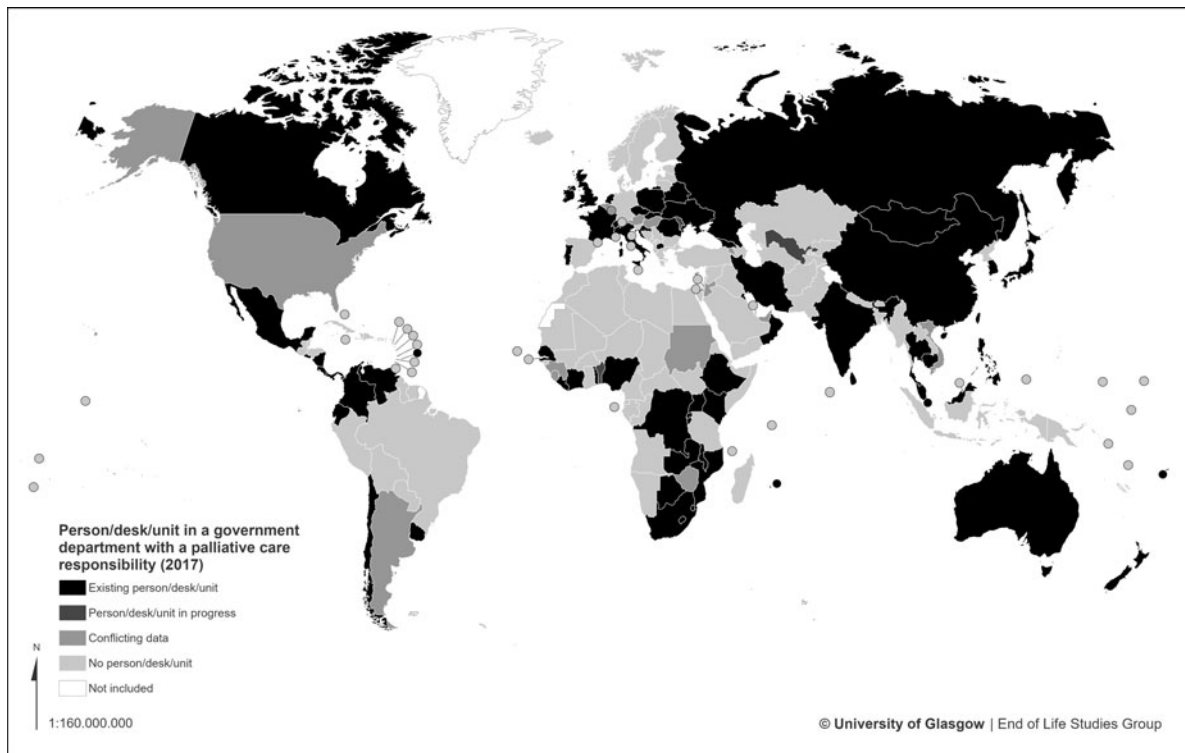 Person/desk/unit in a government
department with a palliative care
responsibility (2017)
Existing person/desk/unit
Person/desk/unit in progress
Conflicting data
No person/desk/unit
Not included
N
1:160.000.000
© University of Glasgow | End of Life Studies Group